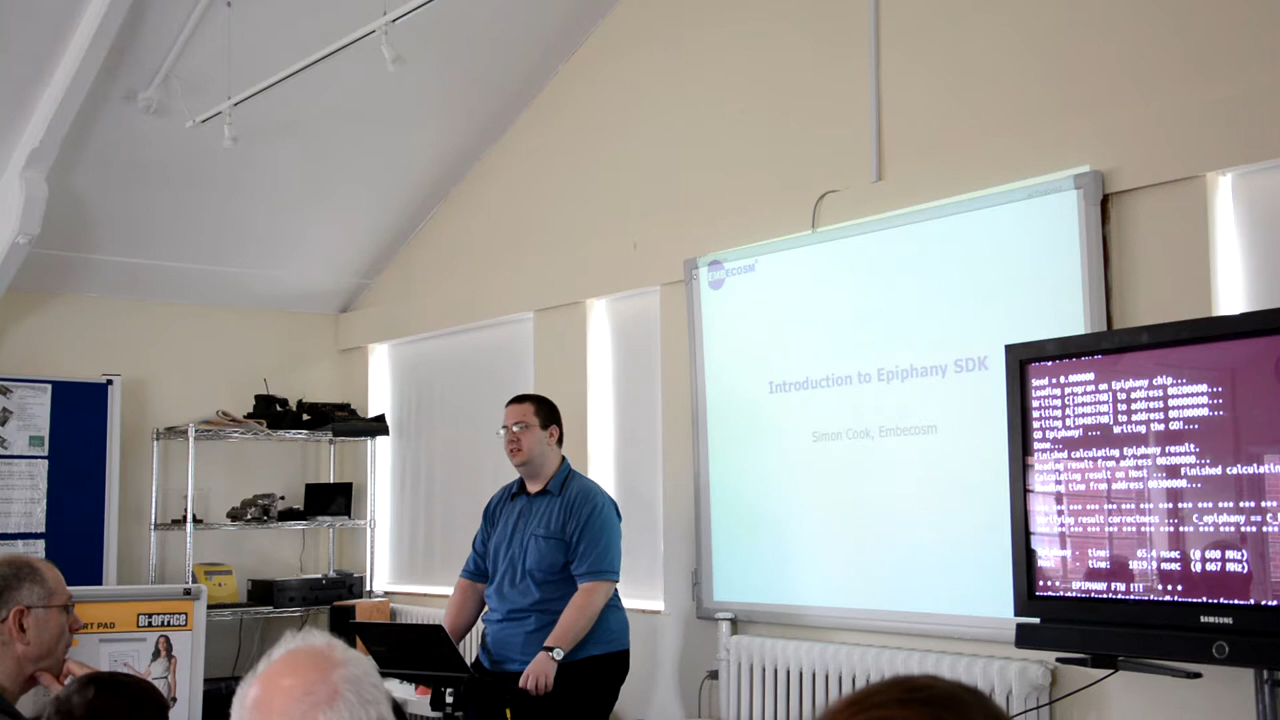 EMBECOSM
Introduction to Epiphany SDK
Simon Cook, Embecosm
Seed = 0.000000
Loading program on Epiphany chip...
Writing C[1048576B] to address 00200000...
Writing A[1048576B] to address 00000000...
Writing B[1048576B] to address 00100000...
GO Epiphany! ... Writing the GO!...
Done...
Finished calculating Epiphany result.
Reading result from address 00200000...
Calculating result on Host ... Finished calculatin
Reading time from address 00300000...
*** *** *** *** *** *** *** *** *** *** *** ***
Verifying result correctness ... C_epiphany == C_
*** *** *** *** *** *** *** *** *** *** *** ***
Epiphany - time: 65.4 msec (@ 600 MHz)
Host - time: 1819.9 msec (@ 667 MHz)
* * * EPIPHANY FTW !!! * * *
SAMSUNG
RT PAD
Bi-Office